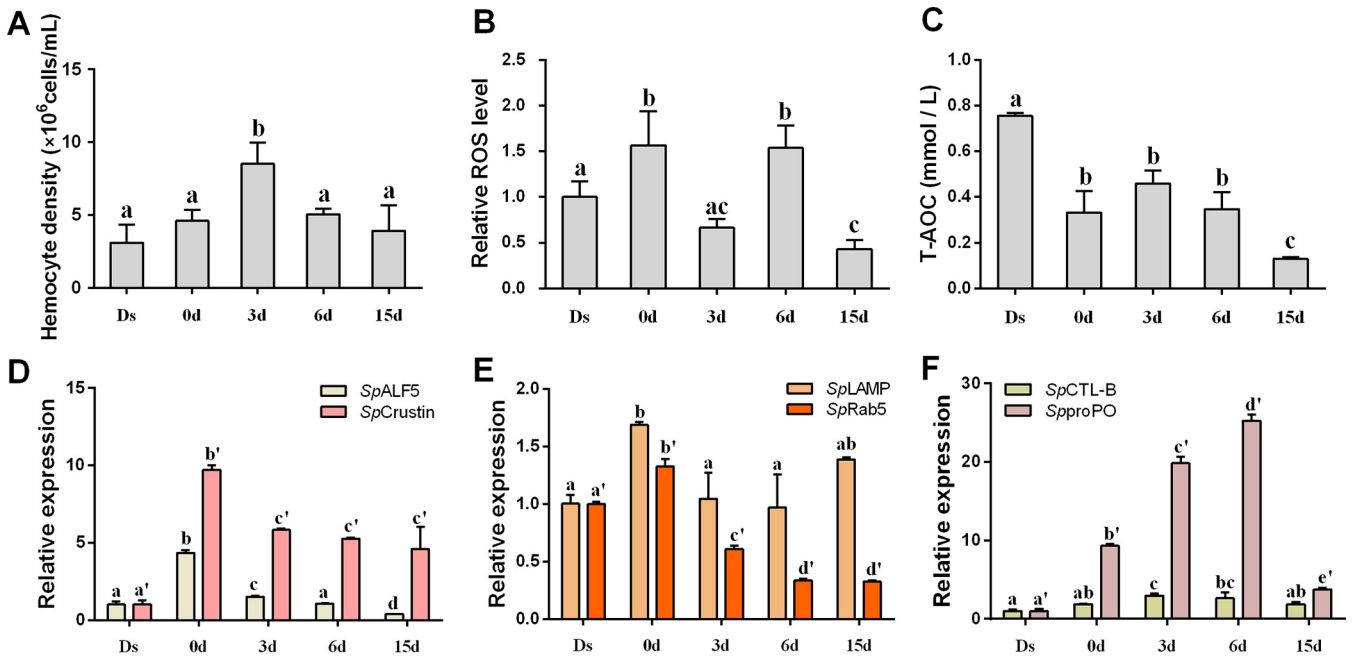 A
Hemocyte density (×10⁶cells/mL)
15
10
5
0
a
a
b
a
a
Ds
0d
3d
6d
15d
B
Relative ROS level
2.5
2.0
1.5
1.0
0.5
0.0
a
b
ac
b
c
Ds
0d
3d
6d
15d
C
T-AOC (mmol / L)
1.0
0.8
0.6
0.4
0.2
0.0
a
b
b
b
c
Ds
0d
3d
6d
15d
D
Relative expression
15
10
5
0
SpALF5
SpCrustin
a a'
b b'
c c'
a c'
d c'
Ds
0d
3d
6d
15d
E
Relative expression
2.0
1.5
1.0
0.5
0.0
SpLAMP
SpRab5
a a'
b b'
a c'
a d'
ab d'
Ds
0d
3d
6d
15d
F
Relative expression
30
20
10
0
SpCTL-B
SpproPO
a a'
ab b'
c c'
bc d'
ab e'
Ds
0d
3d
6d
15d